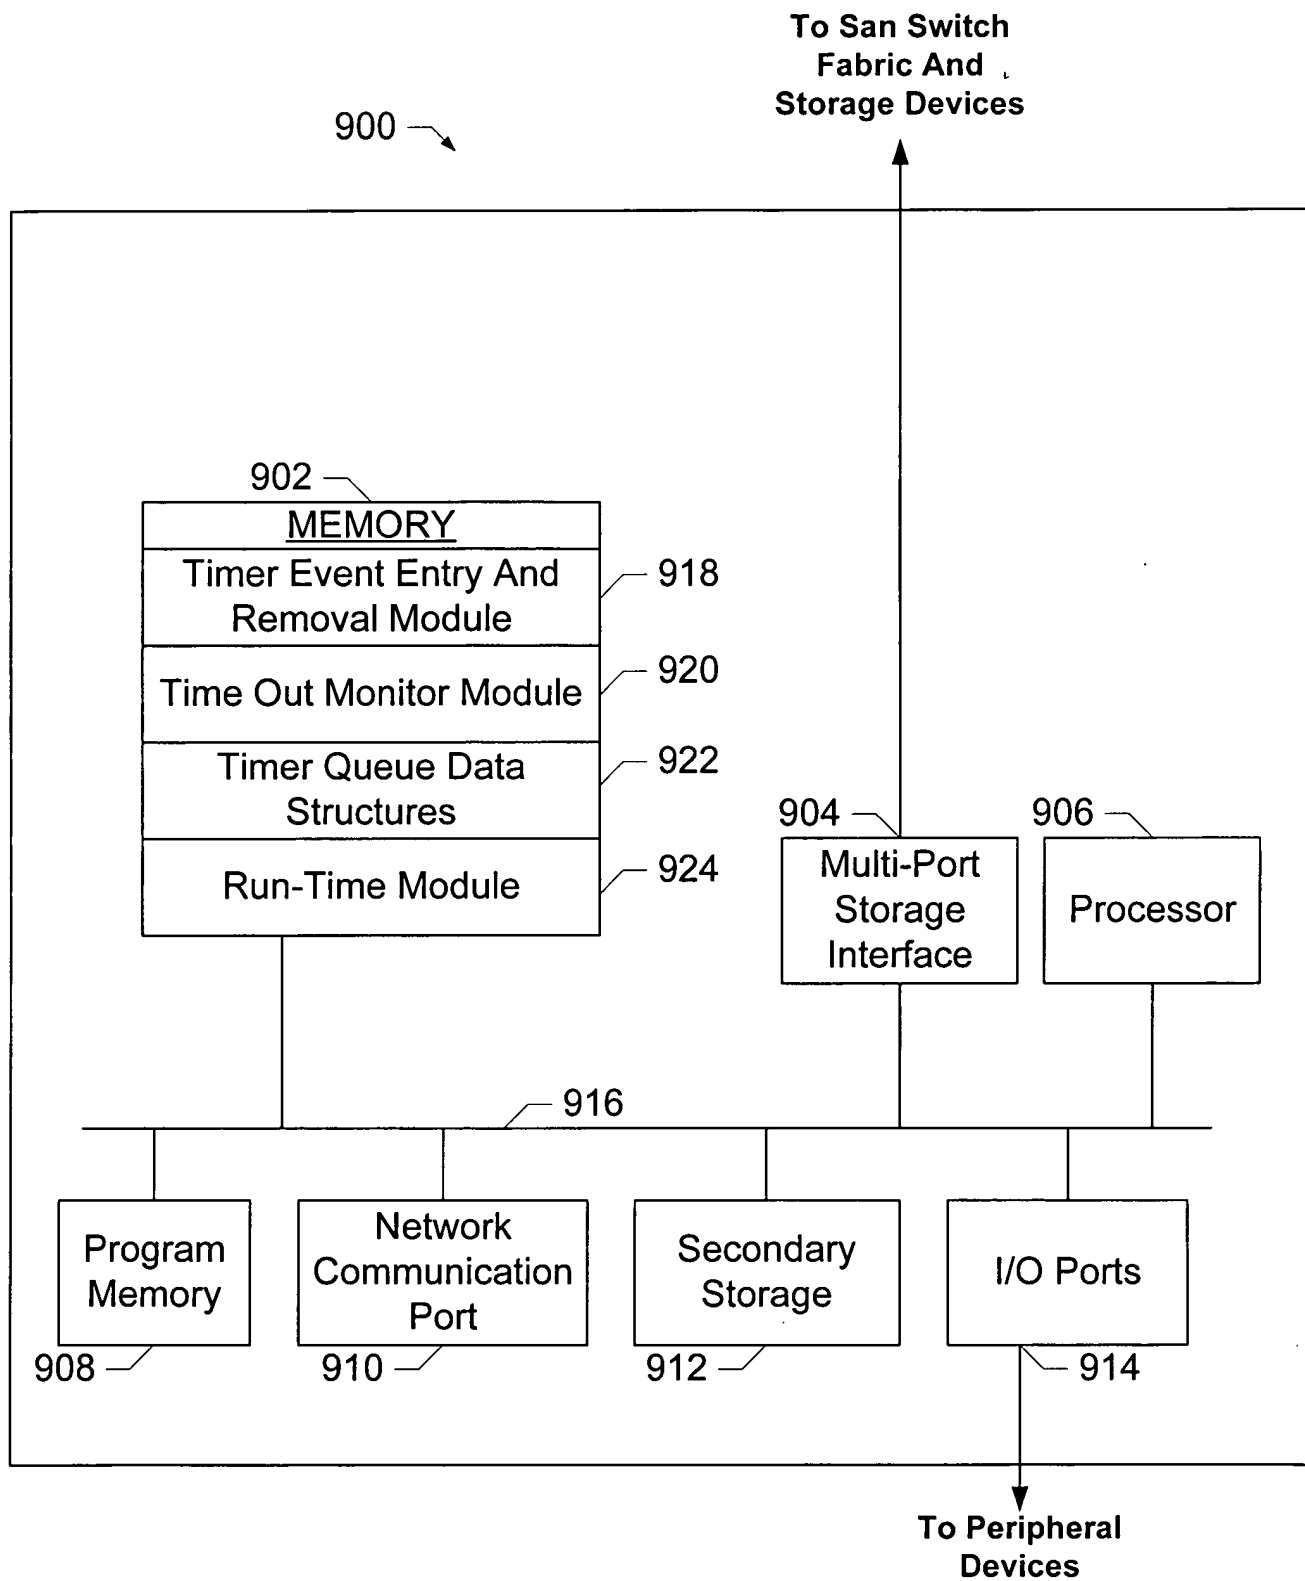 To San Switch
Fabric And
Storage Devices
900
902
MEMORY
Timer Event Entry And
Removal Module
918
Time Out Monitor Module
920
Timer Queue Data
Structures
922
Run-Time Module
924
904
Multi-Port
Storage
Interface
906
Processor
916
Program
Memory
908
Network
Communication
Port
910
Secondary
Storage
912
I/O Ports
914
To Peripheral
Devices